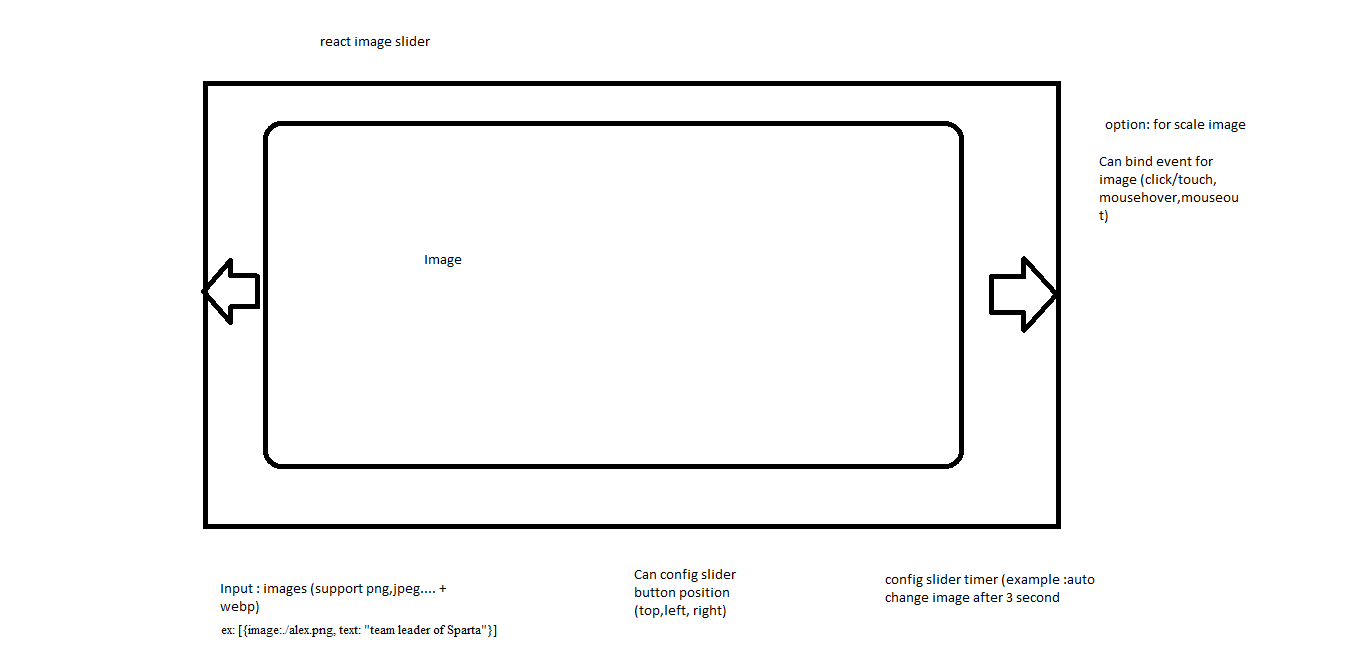 react image slider
option: for scale image
Can bind event for
image (click/touch,
mousehover,mouseou
t)
Image
Input : images (support png,jpeg.... +
webp)
ex: [{image:./alex.png, text: "team leader of Sparta"}]
Can config slider
button position
(top,left, right)
config slider timer (example :auto
change image after 3 second